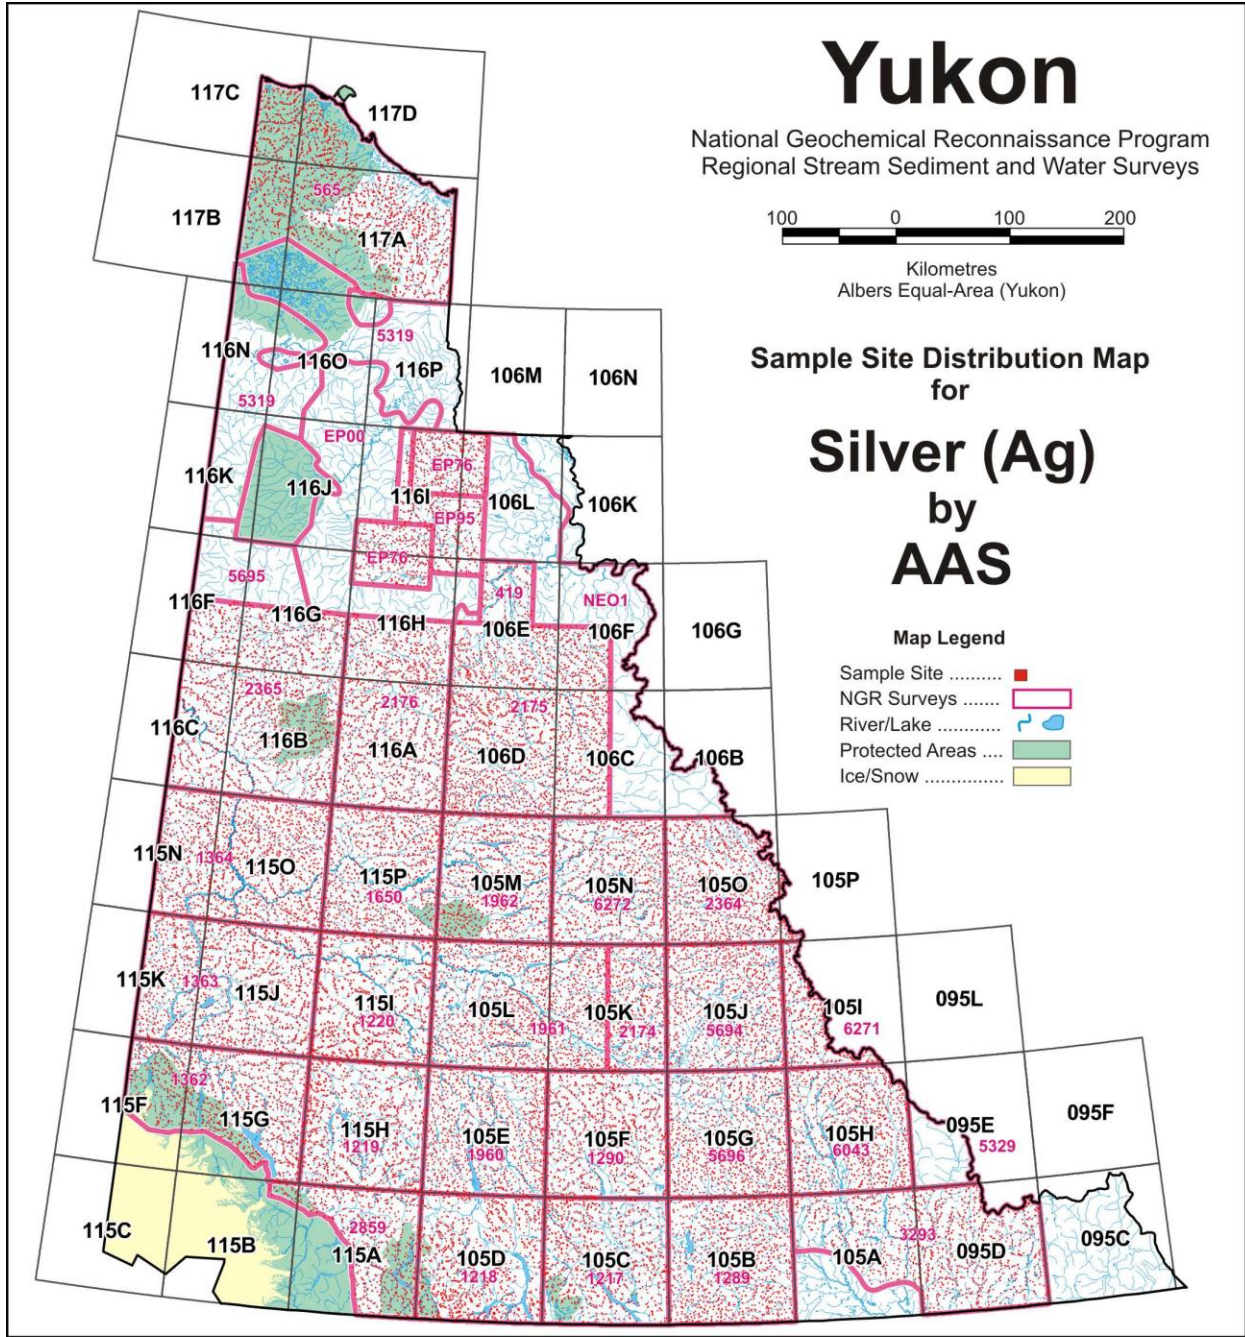 Yukon
National Geochemical Reconnaissance Program
Regional Stream Sediment and Water Surveys
100 0 100 200
Kilometres
Albers Equal-Area (Yukon)
Sample Site Distribution Map
for
Silver (Ag)
by
AAS
Map Legend
Sample Site ..........
NGR Surveys .......
River/Lake ............
Protected Areas ....
Ice/Snow ...............
117C
117D
565
117B
117A
5319
116N
116O
116P
106M
106N
5319
EP00
EP76
116K
116J
116I
106L
106K
EP95
EP76
5695
419
NEO1
116F
116G
116H
106E
106F
106G
2365
2176
2175
116C
116B
116A
106D
106C
106B
115N
1364
115O
115P
1650
105M
1962
105N
6272
105O
2364
105P
115K
1363
115J
115I
1220
105L
1961
105K
2174
105J
5694
105I
6271
095L
1362
115F
115G
115H
1219
105E
1960
105F
1290
105G
5696
105H
6043
095E
5329
095F
115C
115B
2859
115A
105D
1218
105C
1217
105B
1289
105A
3293
095D
095C